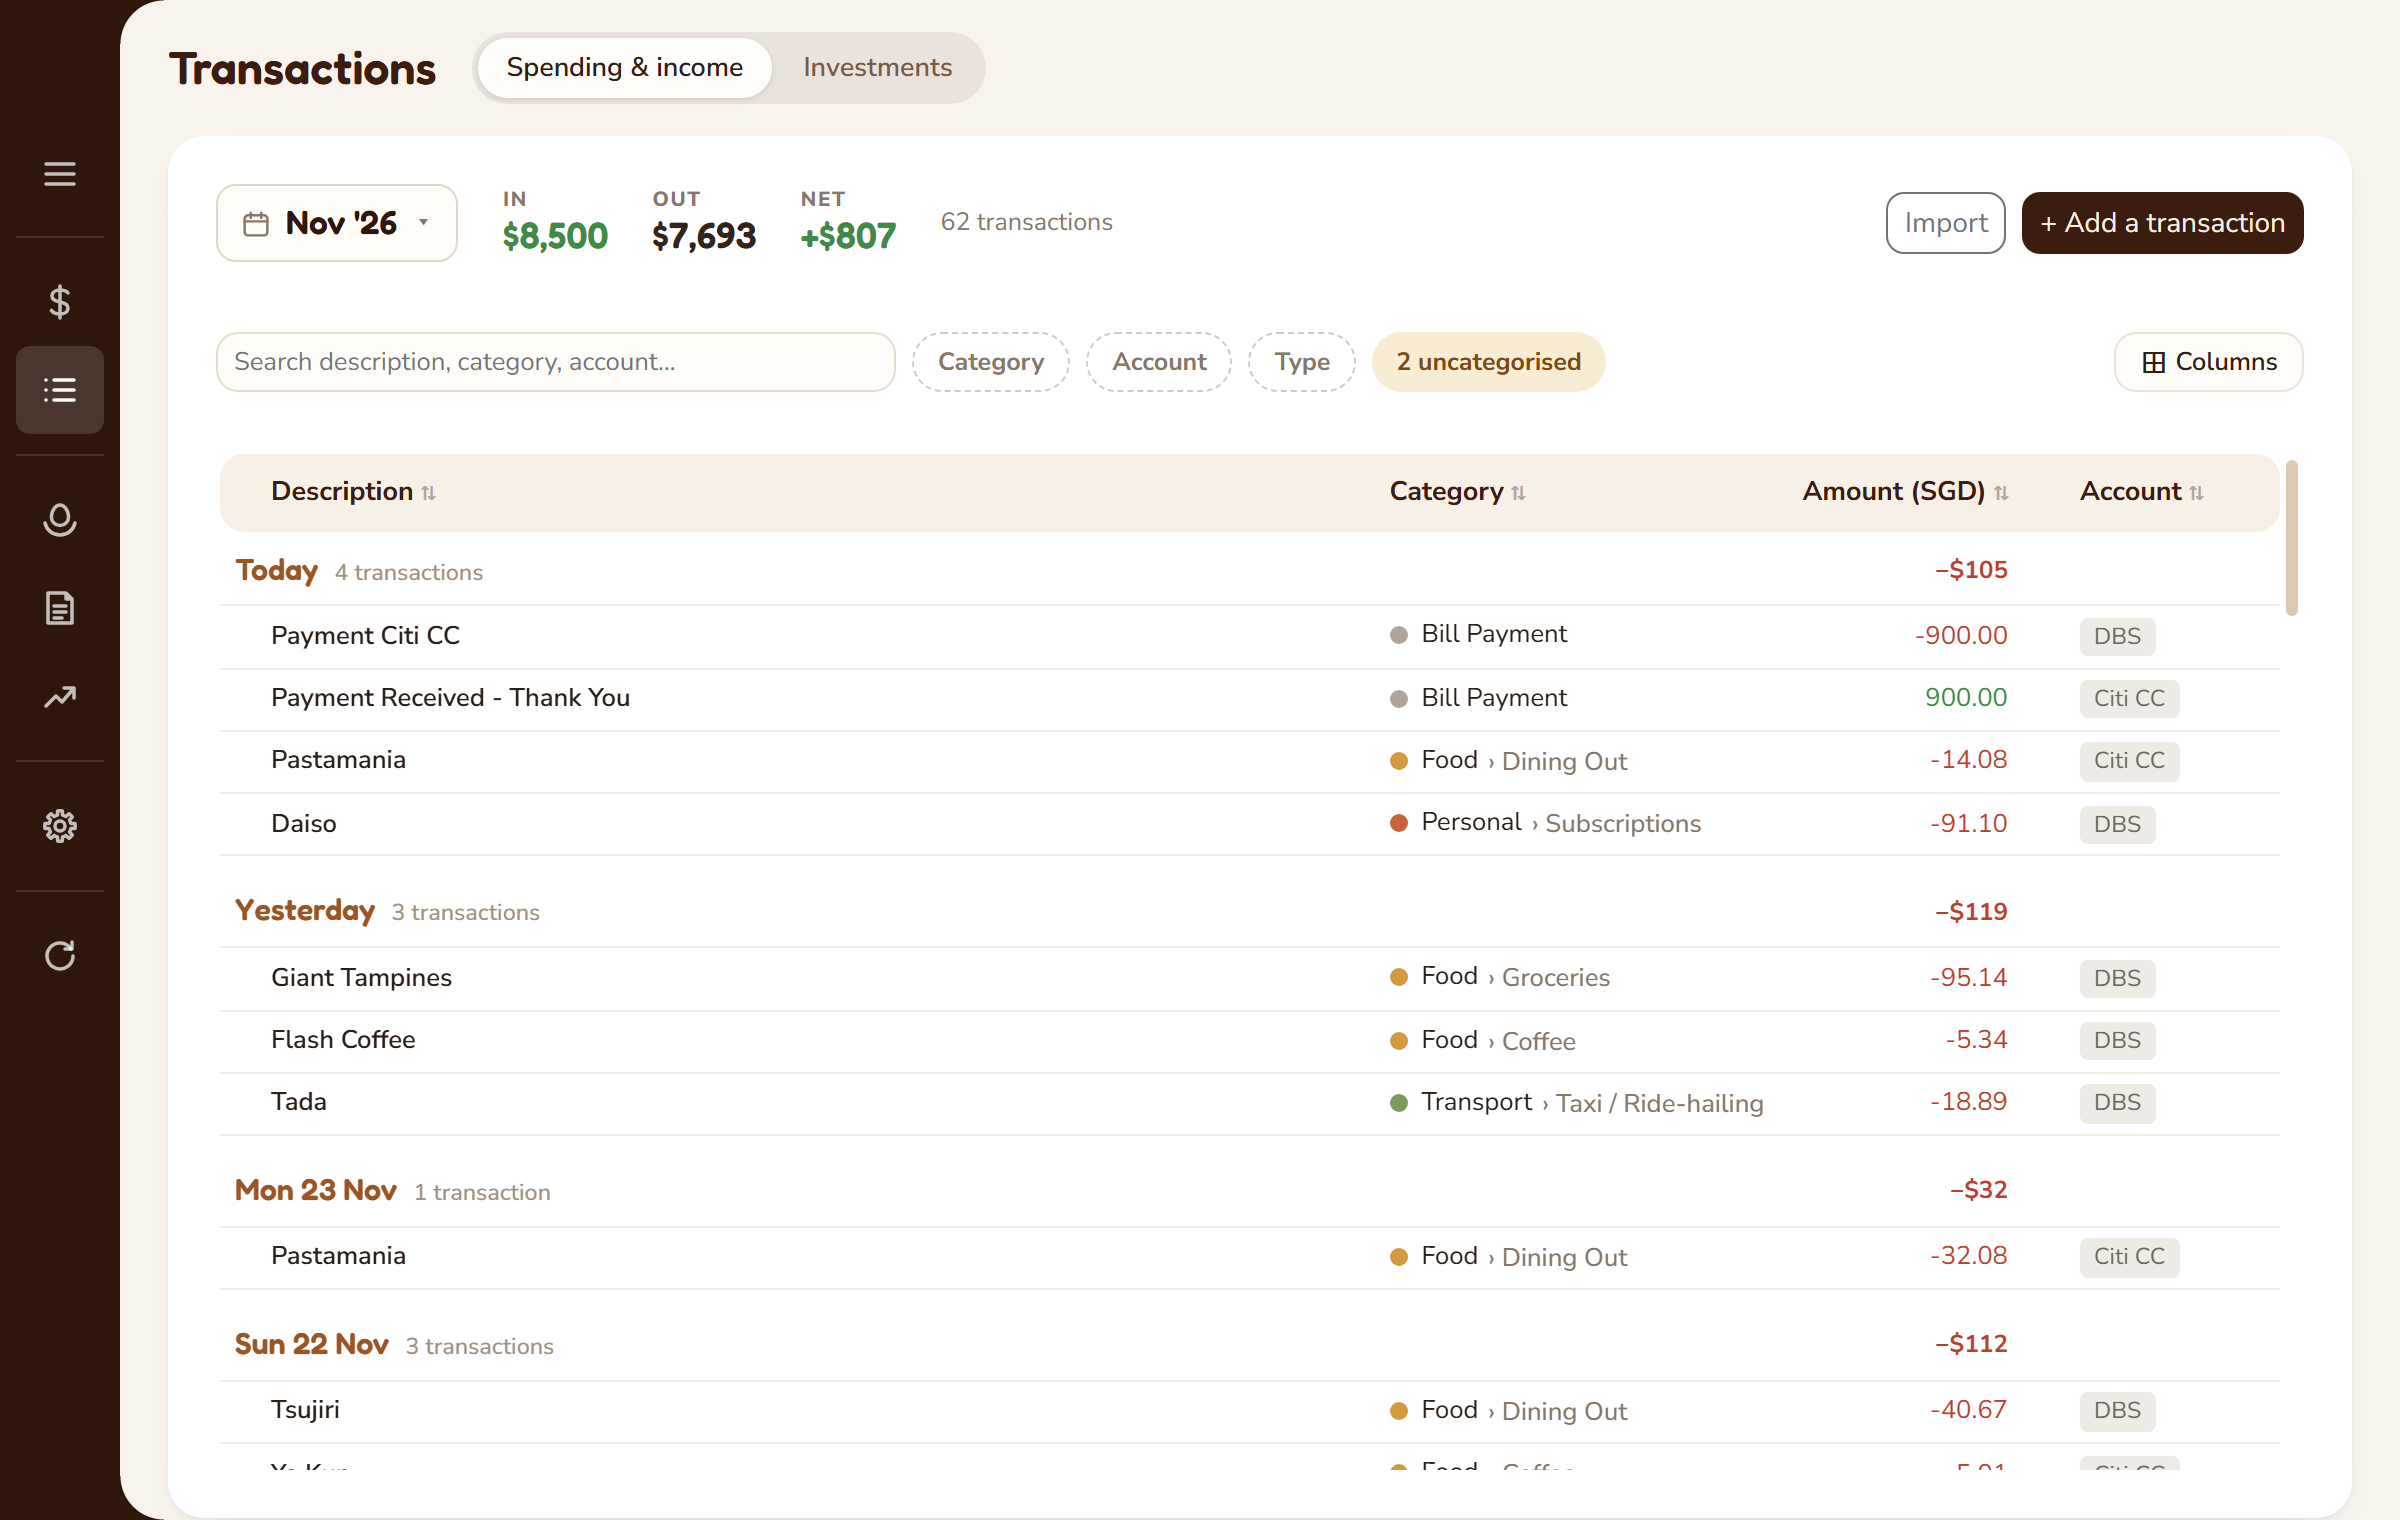 Transactions Spending & income Investments
Nov '26 IN $8,500 OUT $7,693 NET +$807 62 transactions Import + Add a transaction
Search description, category, account... Category Account Type 2 uncategorised Columns
Description Category Amount (SGD) Account
Today 4 transactions –$105
Payment Citi CC Bill Payment -900.00 DBS
Payment Received - Thank You Bill Payment 900.00 Citi CC
Pastamania Food › Dining Out -14.08 Citi CC
Daiso Personal › Subscriptions -91.10 DBS
Yesterday 3 transactions –$119
Giant Tampines Food › Groceries -95.14 DBS
Flash Coffee Food › Coffee -5.34 DBS
Tada Transport › Taxi / Ride-hailing -18.89 DBS
Mon 23 Nov 1 transaction –$32
Pastamania Food › Dining Out -32.08 Citi CC
Sun 22 Nov 3 transactions –$112
Tsujiri Food › Dining Out -40.67 DBS
Food › Coffee Citi CC